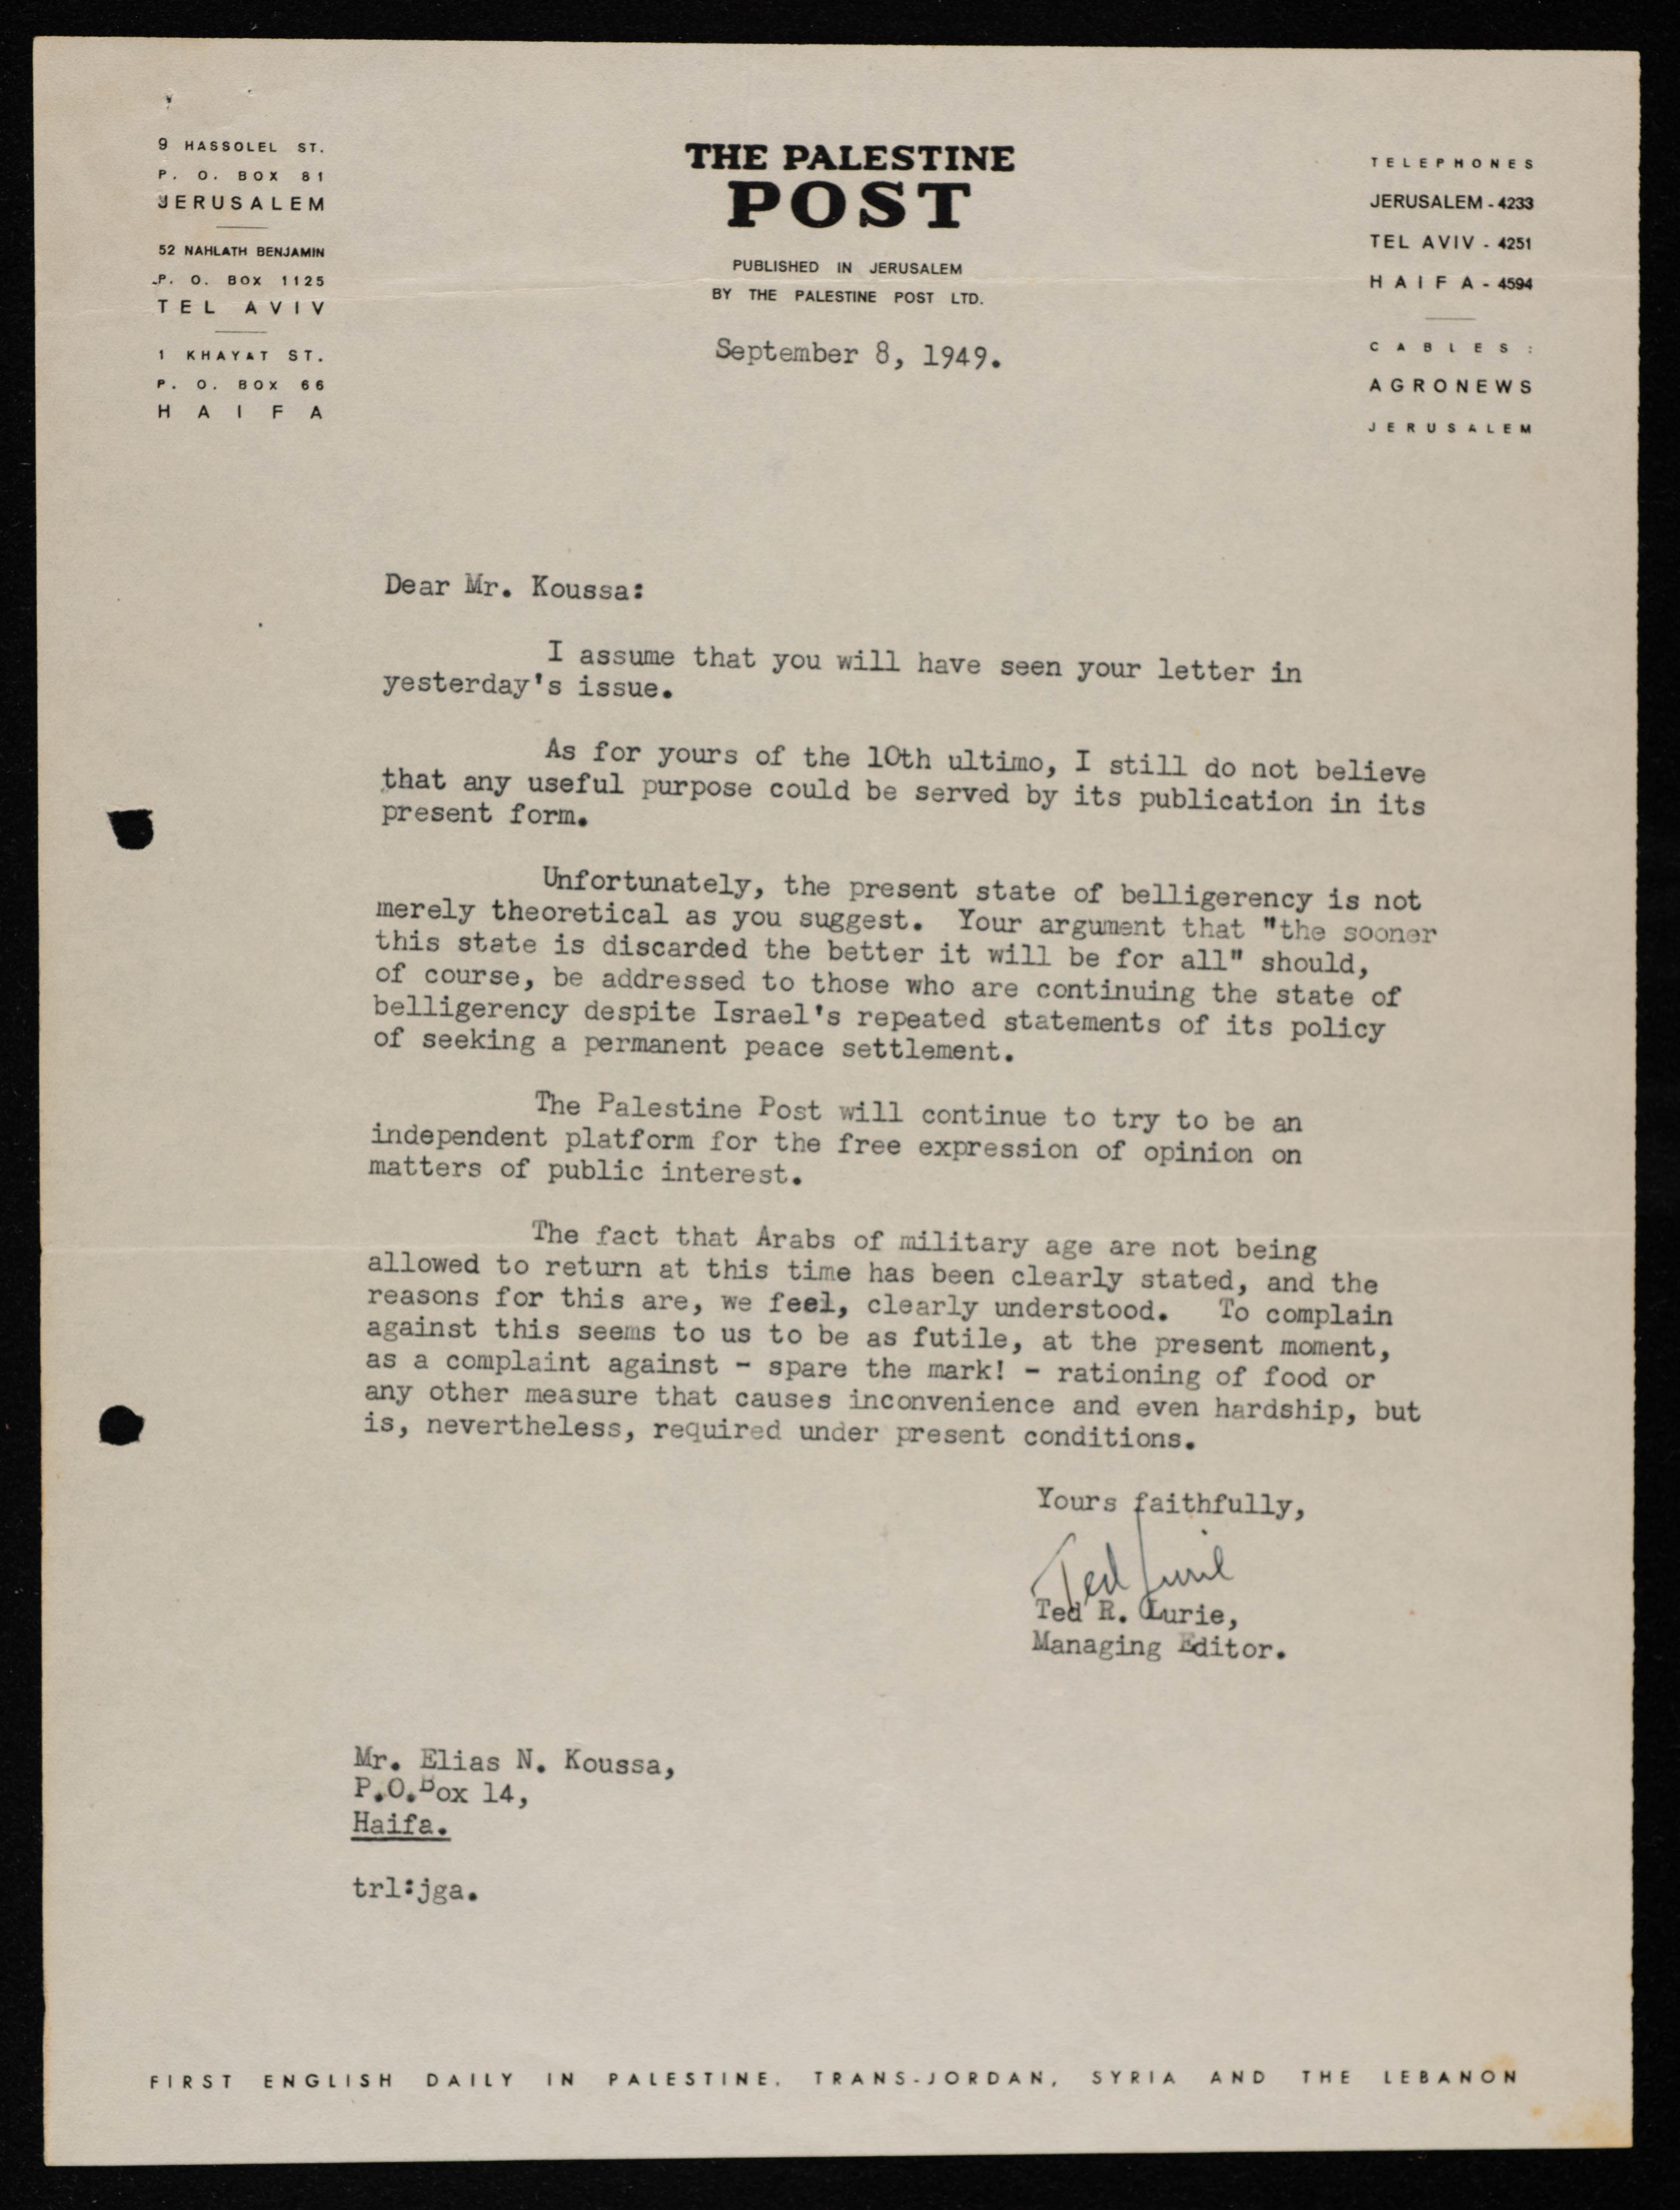 9 HASSOLEL ST.
P. O. BOX 81
JERUSALEM
52 NAHLATH BENJAMIN
P. O. BOX 1125
TEL AVIV
1 KHAYAT ST.
P. O. BOX 66
HAIFA
THE PALESTINE
POST
PUBLISHED IN JERUSALEM
BY THE PALESTINE POST LTD.
TELEPHONES
JERUSALEM - 4233
TEL AVIV - 4251
HAIFA - 4594
CABLES:
AGRONEWS
JERUSALEM
September 8, 1949.
Dear Mr. Koussa:
I assume that you will have seen your letter in
yesterday's issue.
As for yours of the 10th ultimo, I still do not believe
that any useful purpose could be served by its publication in its
present form.
Unfortunately, the present state of belligerency is not
merely theoretical as you suggest. Your argument that "the sooner
this state is discarded the better it will be for all" should,
of course, be addressed to those who are continuing the state of
belligerency despite Israel's repeated statements of its policy
of seeking a permanent peace settlement.
The Palestine Post will continue to try to be an
independent platform for the free expression of opinion on
matters of public interest.
The fact that Arabs of military age are not being
allowed to return at this time has been clearly stated, and the
reasons for this are, we feel, clearly understood. To complain
against this seems to us to be as futile, at the present moment,
as a complaint against - spare the mark! - rationing of food or
any other measure that causes inconvenience and even hardship, but
is, nevertheless, required under present conditions.
Yours faithfully,
Ted Lurie
Ted R. Lurie,
Managing Editor.
Mr. Elias N. Koussa,
P.O.Box 14,
Haifa.
trl:jga.
FIRST ENGLISH DAILY IN PALESTINE, TRANS-JORDAN, SYRIA AND THE LEBANON